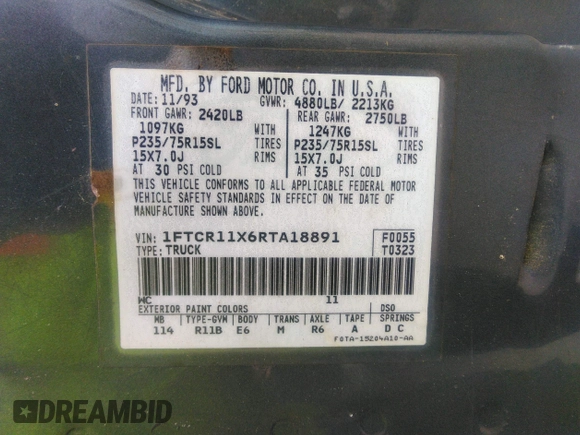 MFD. BY FORD MOTOR CO. IN U.S.A.
DATE: 11/93 GVWR: 4880LB/ 2213KG
FRONT GAWR: 2420LB REAR GAWR: 2750LB
1097KG WITH 1247KG WITH
P235/75R15SL TIRES P235/75R15SL TIRES
15X7.0J RIMS 15X7.0J RIMS
AT 30 PSI COLD AT 35 PSI COLD
THIS VEHICLE CONFORMS TO ALL APPLICABLE FEDERAL MOTOR
VEHICLE SAFETY STANDARDS IN EFFECT ON THE DATE OF
MANUFACTURE SHOWN ABOVE.
VIN: 1FTCR11X6RTA18891 F0055
TYPE: TRUCK T0323
WC 11
EXTERIOR PAINT COLORS DSO
WB TYPE-GVM BODY TRANS AXLE TAPE SPRINGS
114 R11B E6 M R6 A D C
F0TA-15204A10-AA
DREAMBID